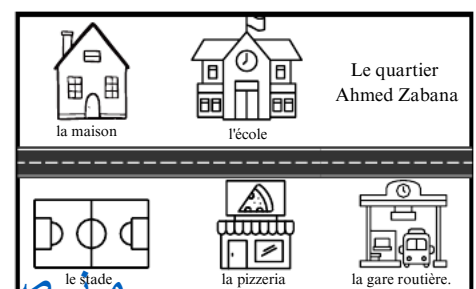 Le quartier
Ahmed Zabana
la maison
l'école
le stade
la pizzeria
la gare routière.